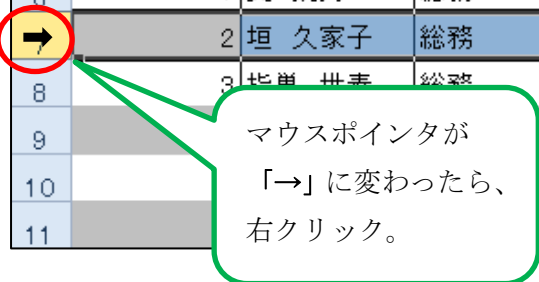 2 垣 久家子 総務
8 3
9
マウスポインタが
「→」に変わったら、
10
右クリック。
11